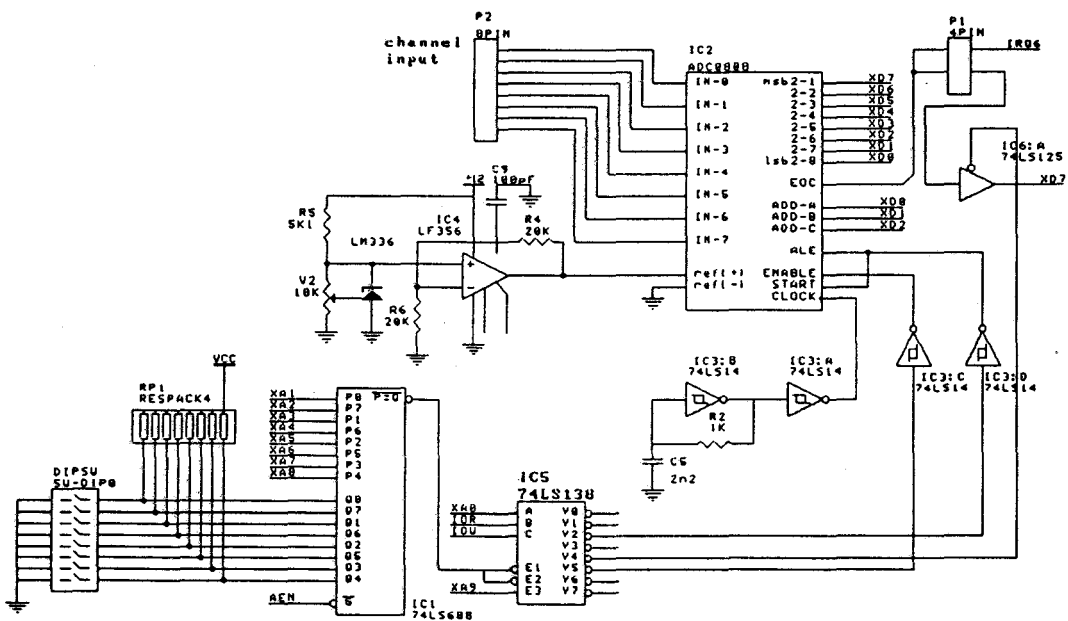 P2
8PIN
channel
input
IC2
ADC0808
IN-0
IN-1
IN-2
IN-3
IN-4
IN-5
IN-6
IN-7
ref(+)
ref(-)
msb2-1
2-2
2-3
2-4
2-5
2-6
2-7
lsb2-8
EOC
ADD-A
ADD-B
ADD-C
ALE
ENABLE
START
CLOCK
XD7
XD6
XD5
XD4
XD3
XD2
XD1
XD0
XD1
XD2
P1
4PIN
IRQ6
IC6:A
74LS125
XD7
+12
C9
100pf
R5
5K1
LM336
IC4
LF356
R4
20K
V2
10K
R6
20K
IC3:B
74LS14
IC3:A
74LS14
R2
1K
C5
2n2
IC3:C
74LS14
IC3:D
74LS14
VCC
RP1
RESPACK4
DIPSW
SW-DIP8
XA1
XA2
XA3
XA4
XA5
XA6
XA7
XA8
P0
P7
P1
P6
P2
P5
P3
P4
P=Q
Q0
Q7
Q1
Q6
Q2
Q5
Q3
Q4
G
AEN
IC1
74LS688
IC5
74LS138
XA0
IOR
IOW
XA9
A
B
C
E1
E2
E3
Y0
Y1
Y2
Y3
Y4
Y5
Y6
Y7